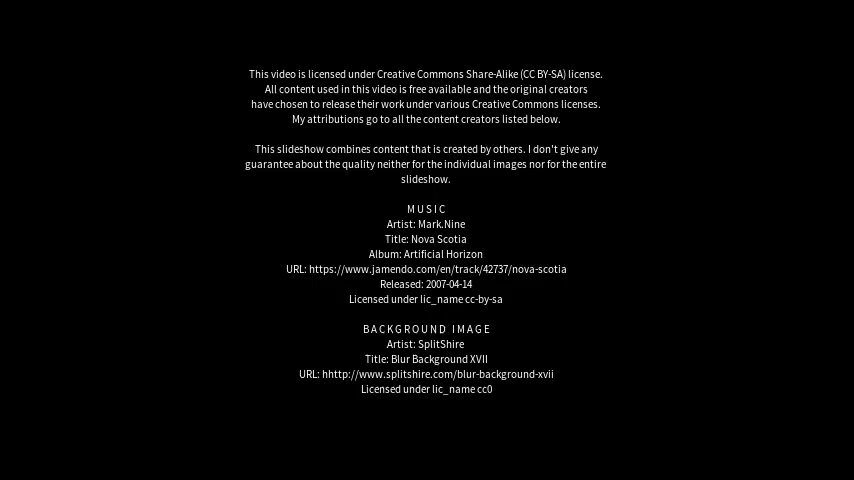 This video is licensed under Creative Commons Share-Alike (CC BY-SA) license.
All content used in this video is free available and the original creators
have chosen to release their work under various Creative Commons licenses.
My attributions go to all the content creators listed below.
This slideshow combines content that is created by others. I don't give any
guarantee about the quality neither for the individual images nor for the entire
slideshow.
MUSIC
Artist: Mark.Nine
Title: Nova Scotia
Album: Artificial Horizon
URL: https://www.jamendo.com/en/track/42737/nova-scotia
Released: 2007-04-14
Licensed under lic_name cc-by-sa
BACKGROUND IMAGE
Artist: SplitShire
Title: Blur Background XVII
URL: hhttp://www.splitshire.com/blur-background-xvii
Licensed under lic_name cc0